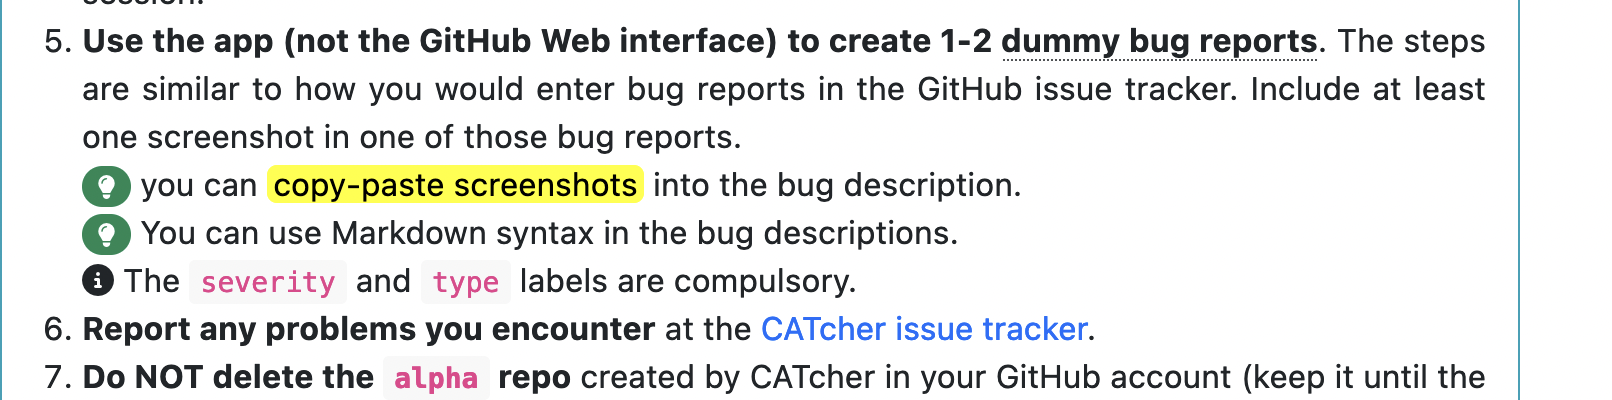 session.
5. Use the app (not the GitHub Web interface) to create 1-2 dummy bug reports. The steps
are similar to how you would enter bug reports in the GitHub issue tracker. Include at least
one screenshot in one of those bug reports.
you can copy-paste screenshots into the bug description.
You can use Markdown syntax in the bug descriptions.
The severity and type labels are compulsory.
6. Report any problems you encounter at the CATcher issue tracker.
7. Do NOT delete the alpha repo created by CATcher in your GitHub account (keep it until the